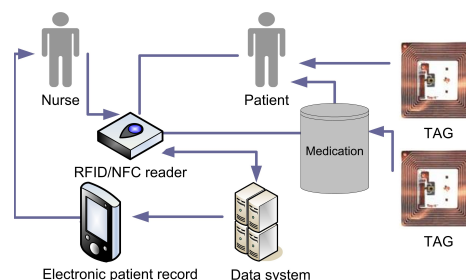 Nurse
Patient
TAG
Medication
RFID/NFC reader
TAG
Electronic patient record
Data system